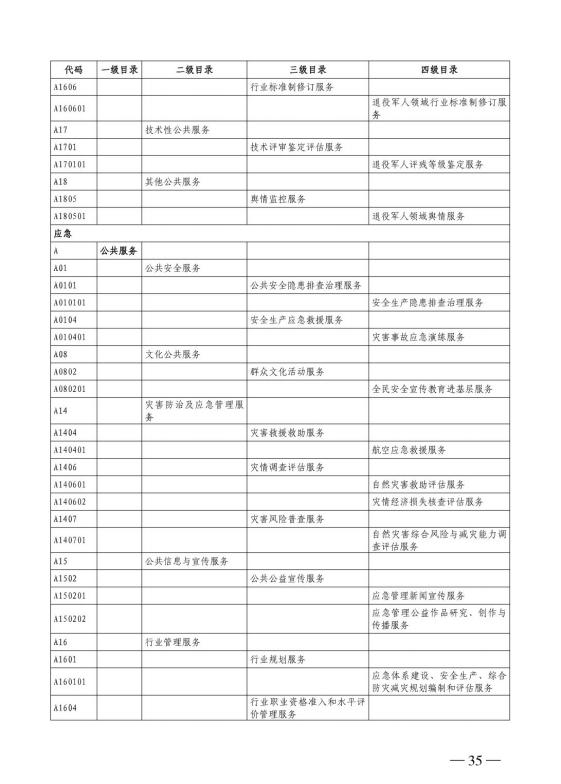 代码 一级目录 二级目录 三级目录 四级目录
A1606 行业标准制修订服务
A160601 退役军人领域行业标准制修订服
务
A17 技术性公共服务
A1701 技术评审鉴定评估服务
A170101 退役军人评残等级鉴定服务
A18 其他公共服务
A1805 舆情监控服务
A180501 退役军人领域舆情服务
应急
A 公共服务
A01 公共安全服务
A0101 公共安全隐患排查治理服务
A010101 安全生产隐患排查治理服务
A0104 安全生产应急救援服务
A010401 灾害事故应急演练服务
A08 文化公共服务
A0802 群众文化活动服务
A080201 全民安全宣传教育进基层服务
A14 灾害防治及应急管理服
务
A1404 灾害救援救助服务
A140401 航空应急救援服务
A1406 灾情调查评估服务
A140601 自然灾害救助评估服务
A140602 灾情经济损失核查评估服务
A1407 灾害风险普查服务
A140701 自然灾害综合风险与减灾能力调
查评估服务
A15 公共信息与宣传服务
A1502 公共公益宣传服务
A150201 应急管理新闻宣传服务
A150202 应急管理公益作品研究、创作与
传播服务
A16 行业管理服务
A1601 行业规划服务
A160101 应急体系建设、安全生产、综合
防灾减灾规划编制和评估服务
A1604 行业职业资格准入和水平评
价管理服务
— 35 —